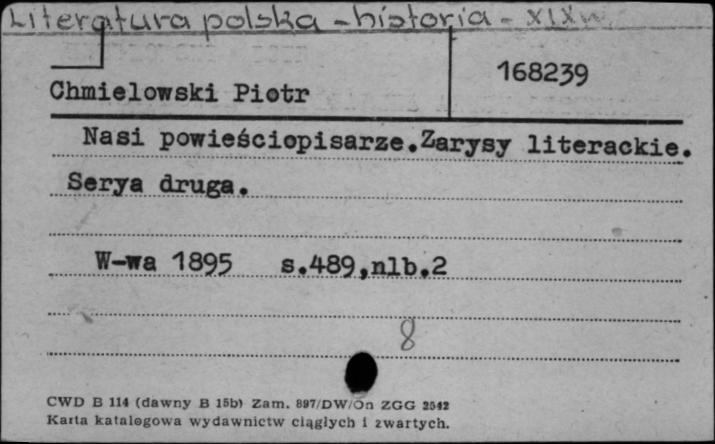 Literatura polska - historia - XIX w.
168239
Chmielowski Piotr
Nasi powieściopisarze.Zarysy literackie.
Serya druga.
W-wa 1895 s.489,nlb.2
8
CWD B 114 (dawny B 15b) Zam. 897/DW/On ZGG 2542
Karta katalogowa wydawnictw ciągłych i zwartych.